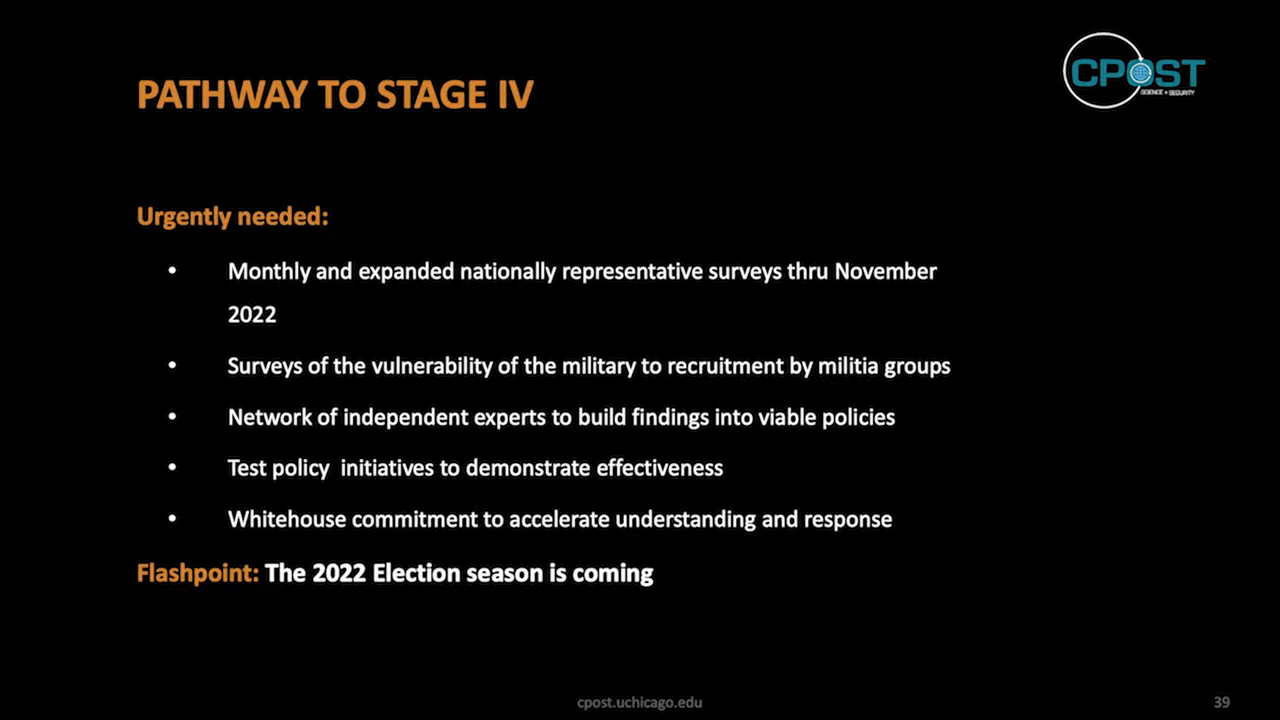 CPOST
SCIENCE + SECURITY
PATHWAY TO STAGE IV
Urgently needed:
• Monthly and expanded nationally representative surveys thru November
2022
• Surveys of the vulnerability of the military to recruitment by militia groups
• Network of independent experts to build findings into viable policies
• Test policy  initiatives to demonstrate effectiveness
• Whitehouse commitment to accelerate understanding and response
Flashpoint: The 2022 Election season is coming
cpost.uchicago.edu
39